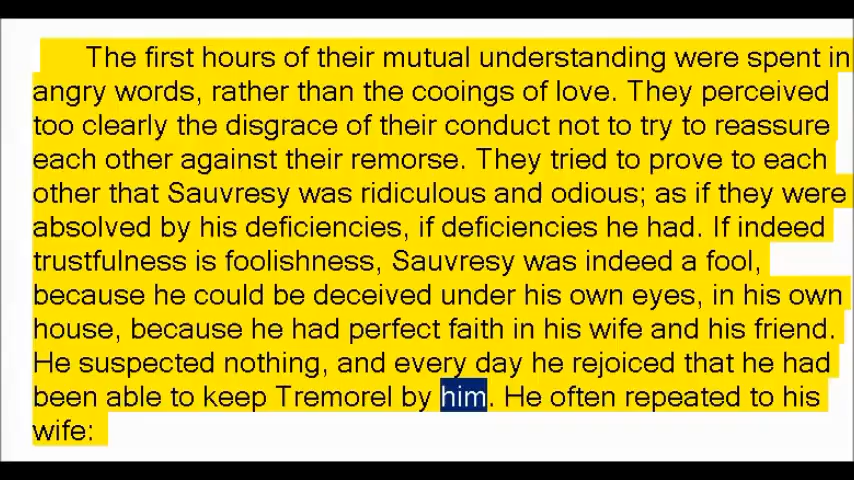 The first hours of their mutual understanding were spent in
angry words, rather than the cooings of love. They perceived
too clearly the disgrace of their conduct not to try to reassure
each other against their remorse. They tried to prove to each
other that Sauvresy was ridiculous and odious; as if they were
absolved by his deficiencies, if deficiencies he had. If indeed
trustfulness is foolishness, Sauvresy was indeed a fool,
because he could be deceived under his own eyes, in his own
house, because he had perfect faith in his wife and his friend.
He suspected nothing, and every day he rejoiced that he had
been able to keep Tremorel by him. He often repeated to his
wife: